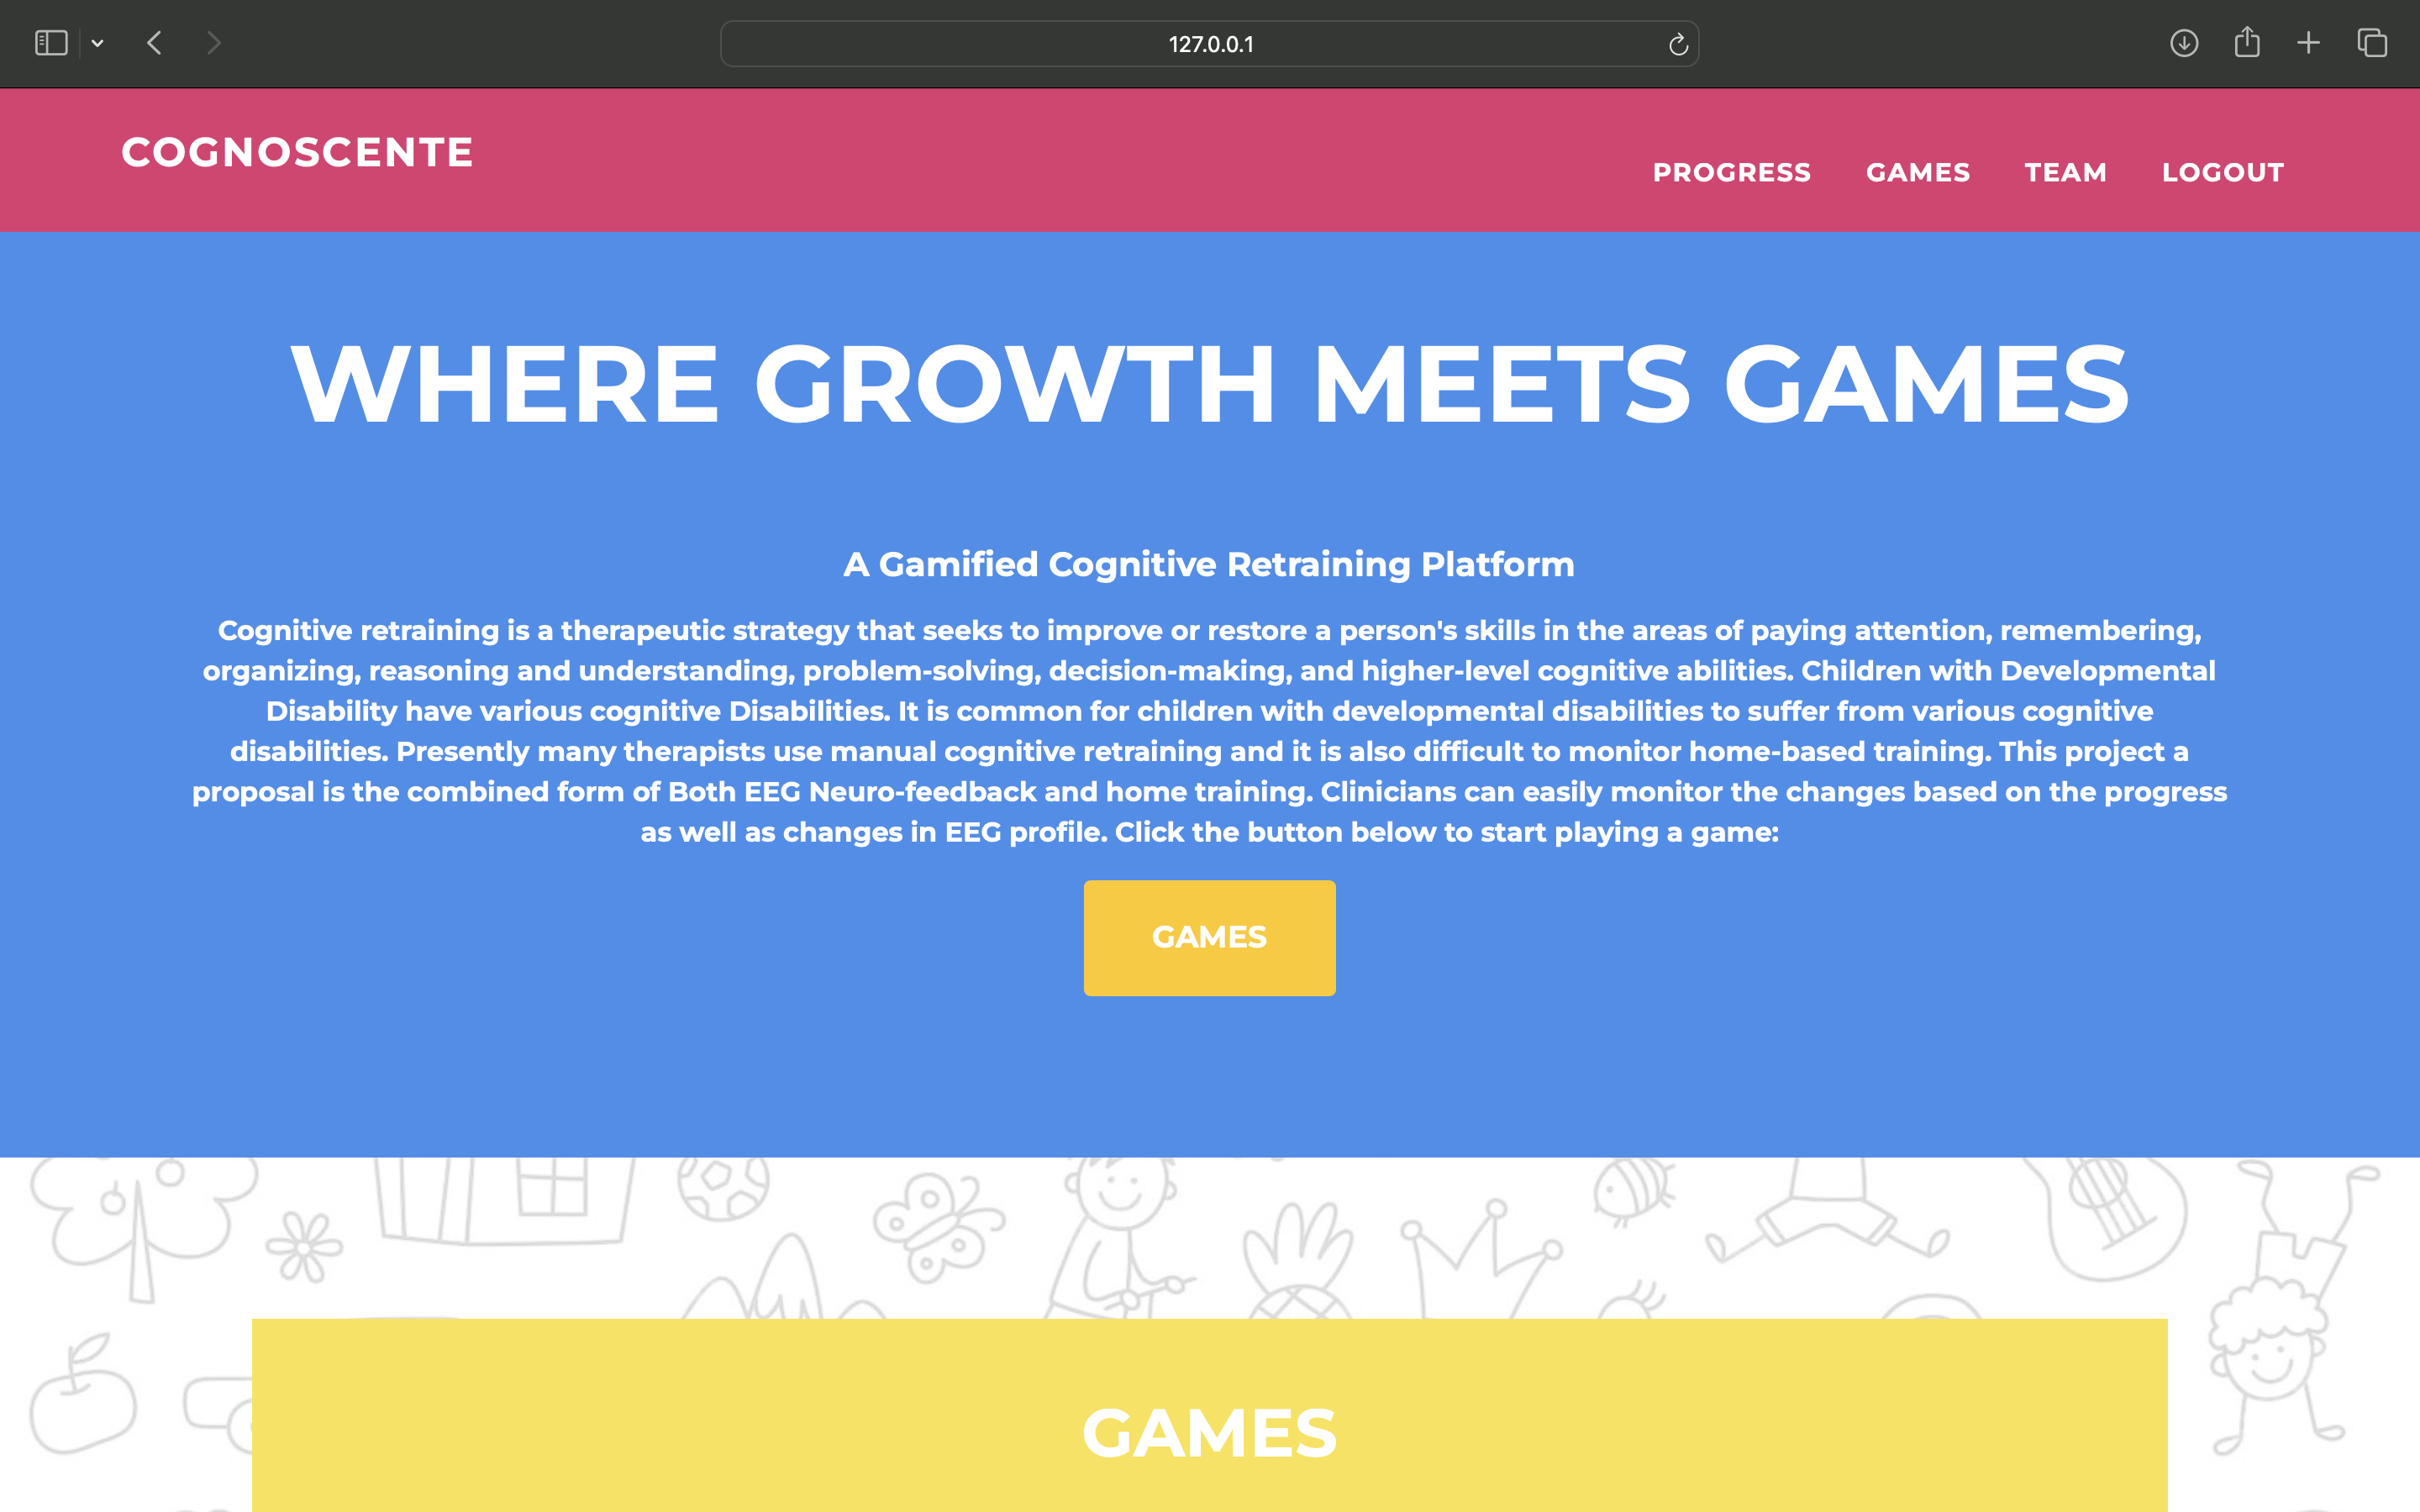 127.0.0.1
COGNOSCENTE
PROGRESS GAMES TEAM LOGOUT
WHERE GROWTH MEETS GAMES
A Gamified Cognitive Retraining Platform
Cognitive retraining is a therapeutic strategy that seeks to improve or restore a person's skills in the areas of paying attention, remembering,
organizing, reasoning and understanding, problem-solving, decision-making, and higher-level cognitive abilities. Children with Developmental
Disability have various cognitive Disabilities. It is common for children with developmental disabilities to suffer from various cognitive
disabilities. Presently many therapists use manual cognitive retraining and it is also difficult to monitor home-based training. This project a
proposal is the combined form of Both EEG Neuro-feedback and home training. Clinicians can easily monitor the changes based on the progress
as well as changes in EEG profile. Click the button below to start playing a game:
GAMES
GAMES